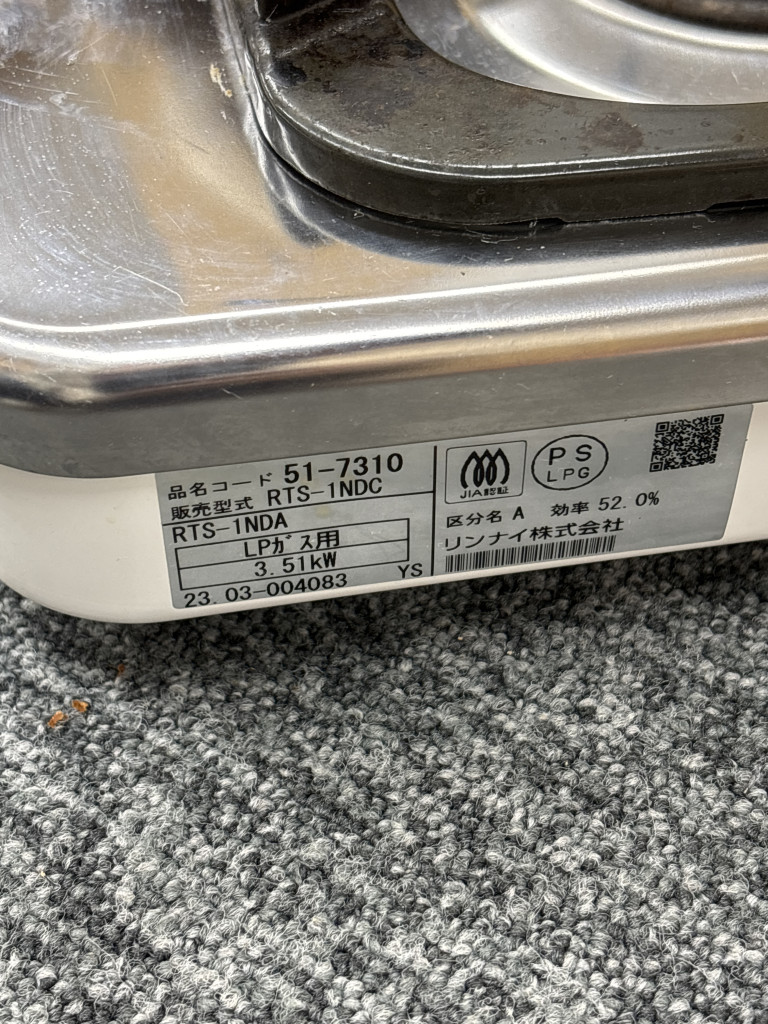 品名コード 51-7310
販売型式 RTS-1NDC
RTS-1NDA
LPガス用
3.51kW
23.03-004083 YS
JIA認証
PS
LPG
区分名 A 効率 52.0%
リンナイ株式会社